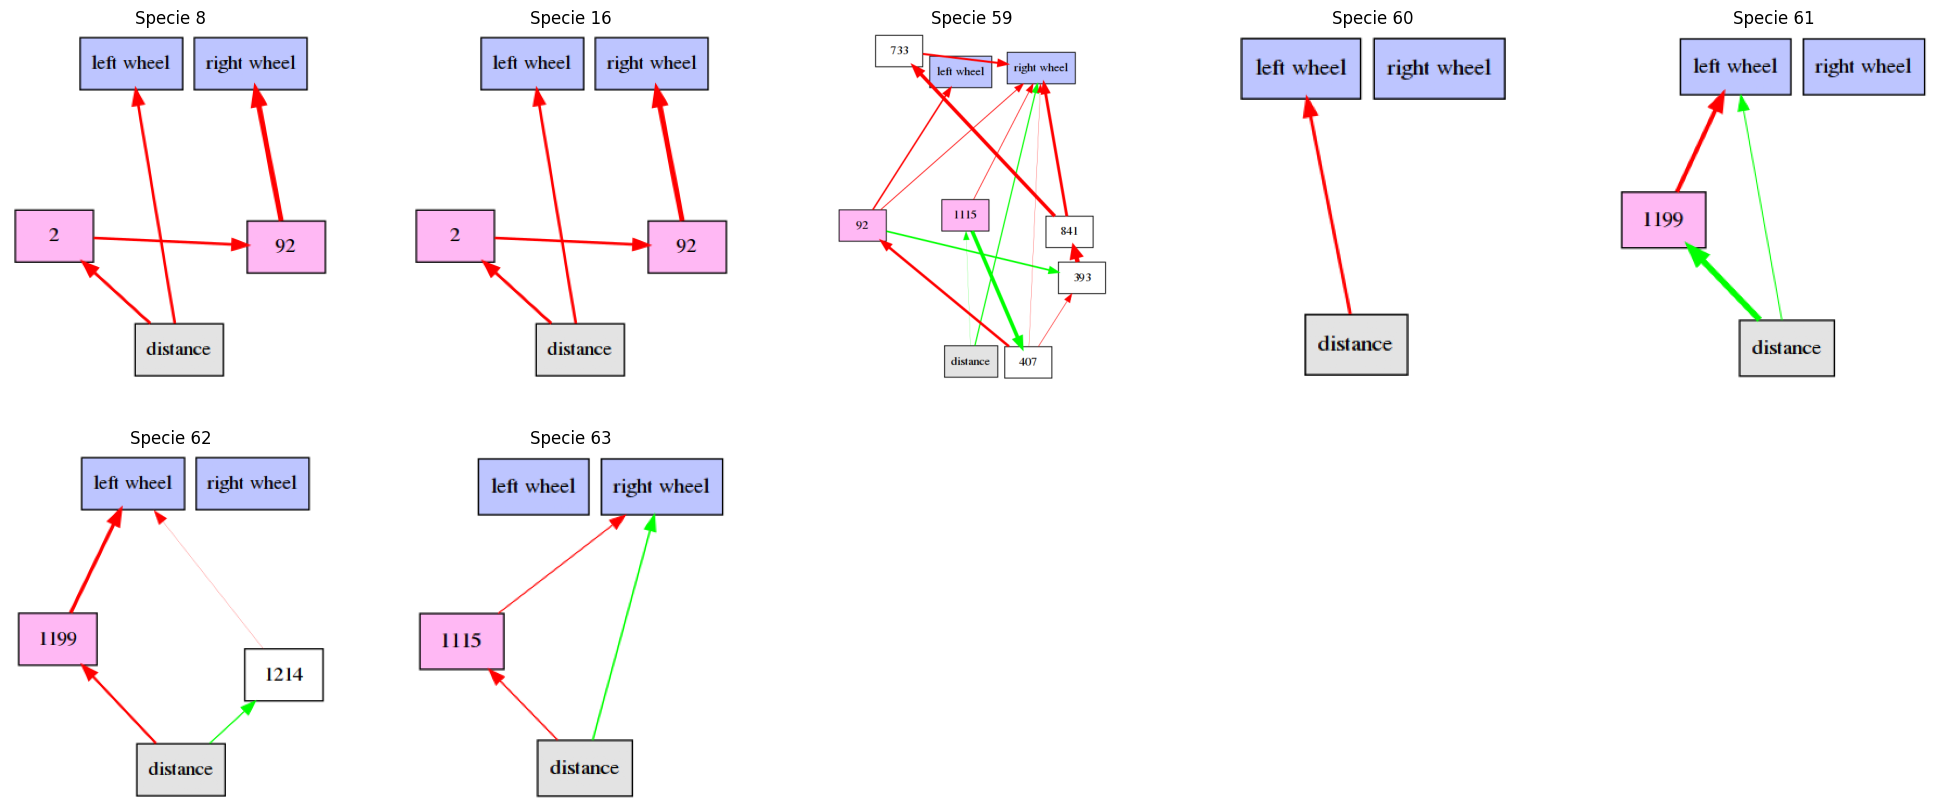 Specie 8
left wheel
right wheel
2
92
distance
Specie 16
left wheel
right wheel
2
92
distance
Specie 59
733
left wheel
right wheel
92
1115
841
393
distance
407
Specie 60
left wheel
right wheel
distance
Specie 61
left wheel
right wheel
1199
distance
Specie 62
left wheel
right wheel
1199
1214
distance
Specie 63
left wheel
right wheel
1115
distance